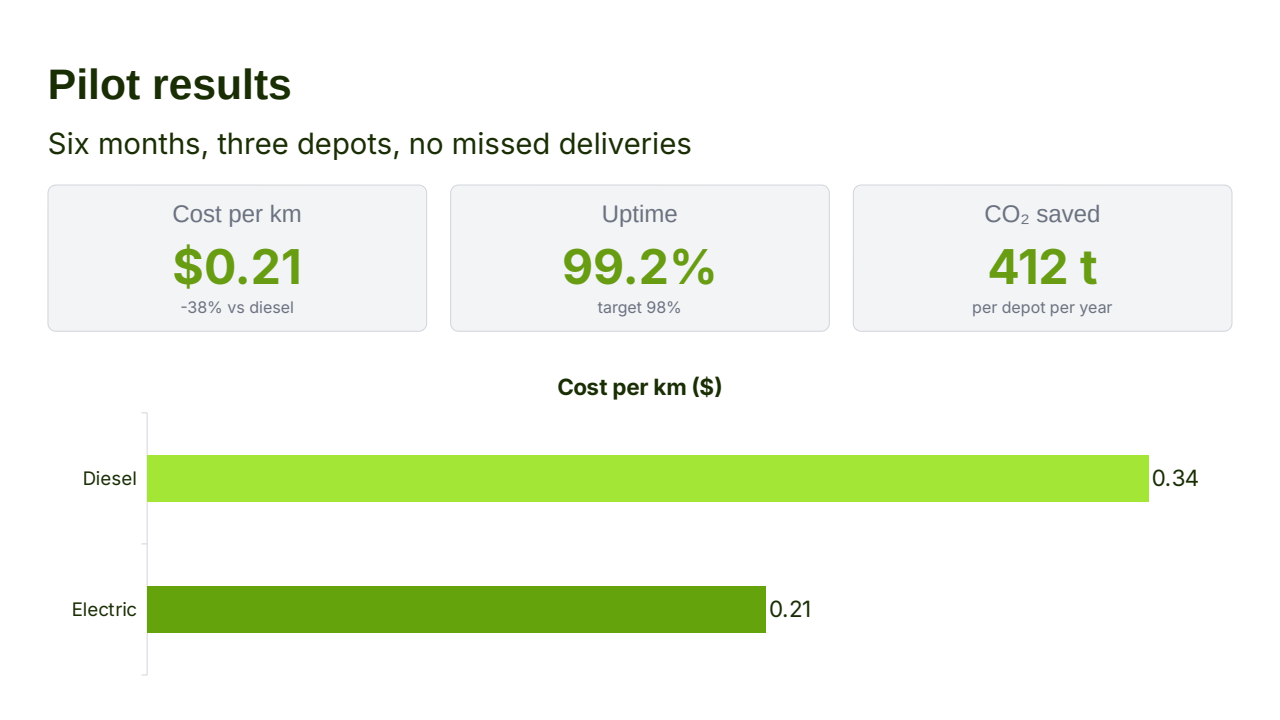 Pilot results
Six months, three depots, no missed deliveries
Cost per km
$0.21
-38% vs diesel
Uptime
99.2%
target 98%
CO₂ saved
412 t
per depot per year
Cost per km ($)
Diesel
0.34
Electric
0.21